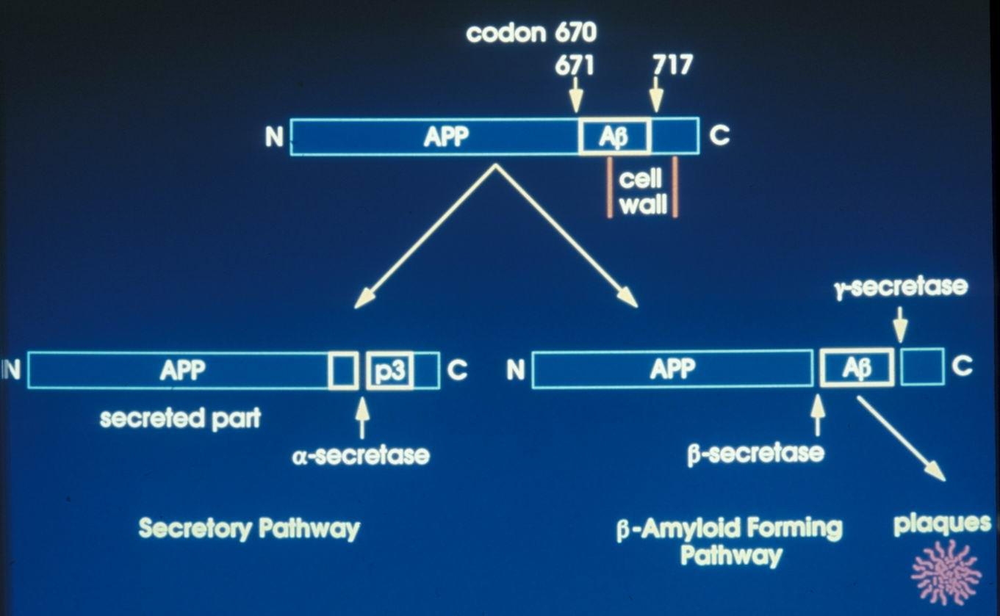 codon 670
671 717
N APP Aβ C
cell
wall
γ-secretase
N APP p3 C
N APP Aβ C
secreted part
α-secretase
β-secretase
Secretory Pathway
β-Amyloid Forming
Pathway
plaques